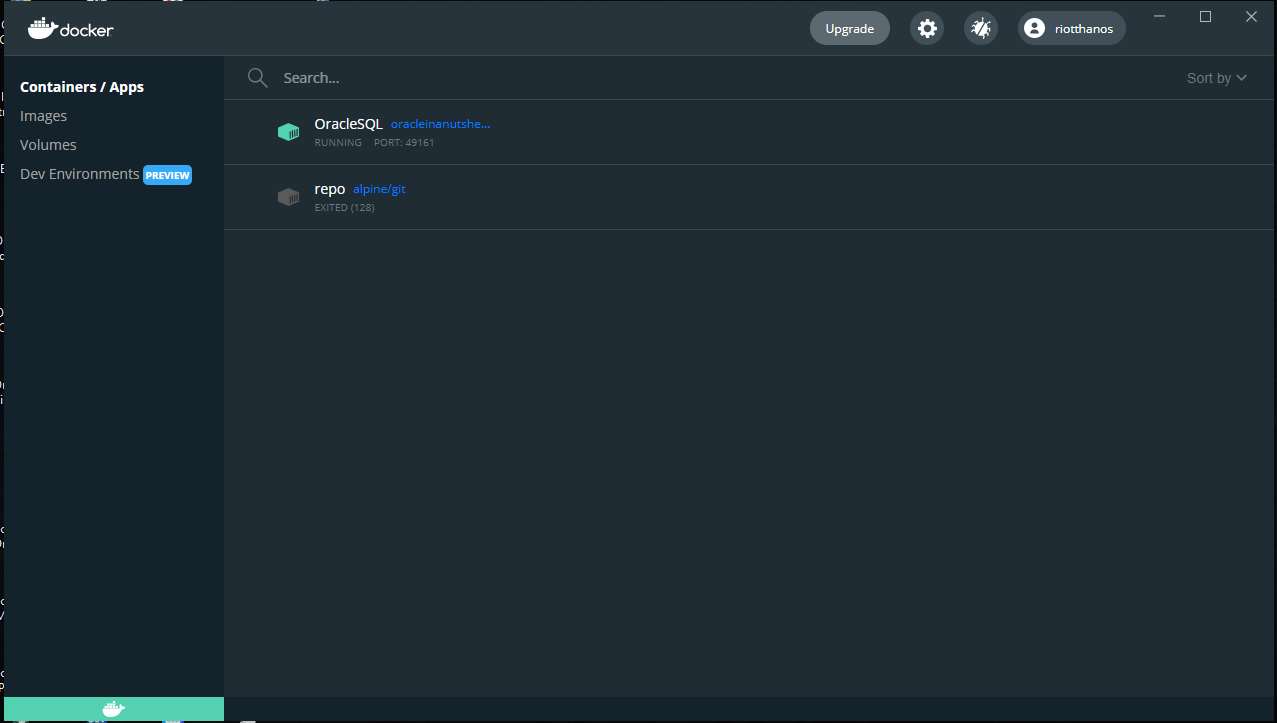 docker
Upgrade
riotthanos
Containers / Apps
Images
Volumes
Dev Environments PREVIEW
Search...
Sort by
OracleSQL oracleinanutshe...
RUNNING PORT: 49161
repo alpine/git
EXITED (128)